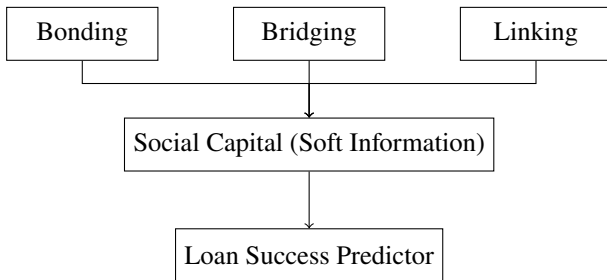 Bonding
Bridging
Linking
Social Capital (Soft Information)
Loan Success Predictor